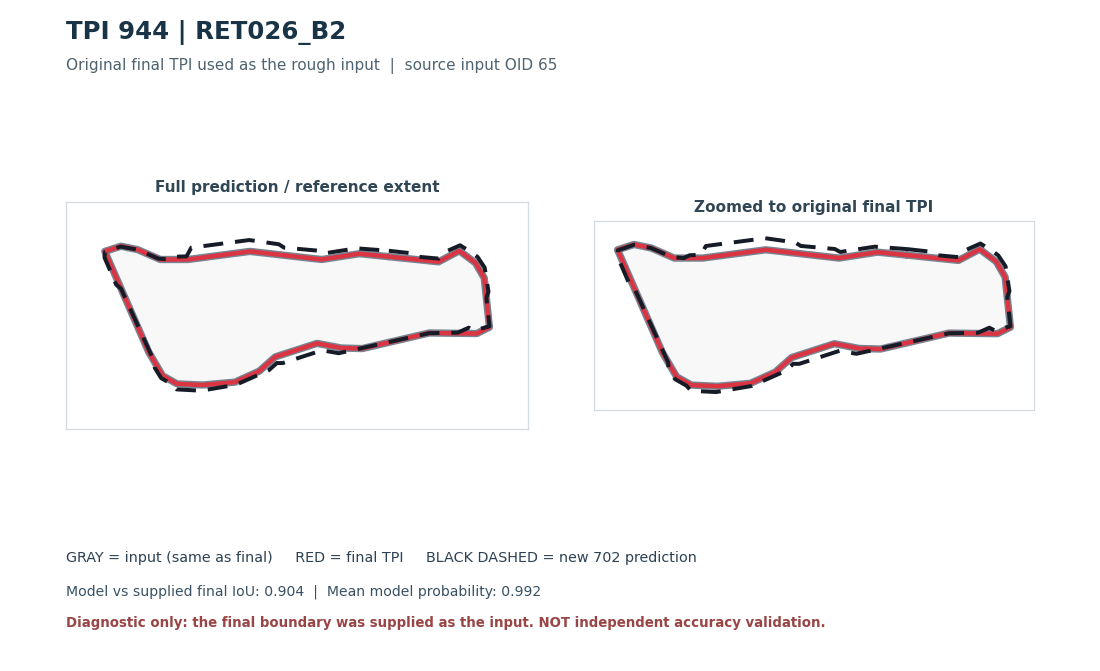 TPI 944 | RET026_B2
Original final TPI used as the rough input | source input OID 65
Full prediction / reference extent
Zoomed to original final TPI
GRAY = input (same as final) RED = final TPI BLACK DASHED = new 702 prediction
Model vs supplied final IoU: 0.904 | Mean model probability: 0.992
Diagnostic only: the final boundary was supplied as the input. NOT independent accuracy validation.